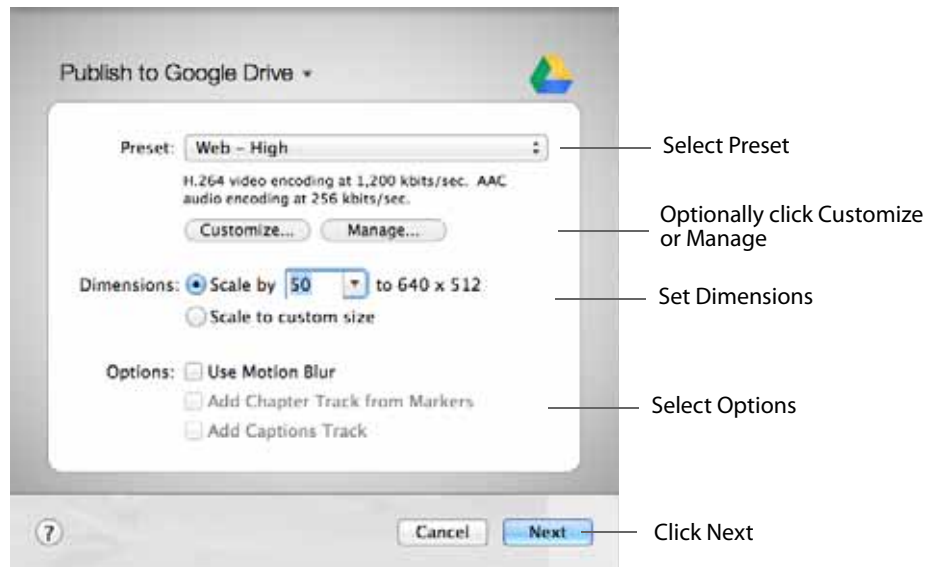 Publish to Google Drive
Preset: Web – High
Select Preset
H.264 video encoding at 1,200 kbits/sec. AAC
audio encoding at 256 kbits/sec.
Customize... Manage...
Optionally click Customize
or Manage
Dimensions: Scale by 50 to 640 x 512
Set Dimensions
Scale to custom size
Options: Use Motion Blur
Add Chapter Track from Markers
Select Options
Add Captions Track
? Cancel Next
Click Next